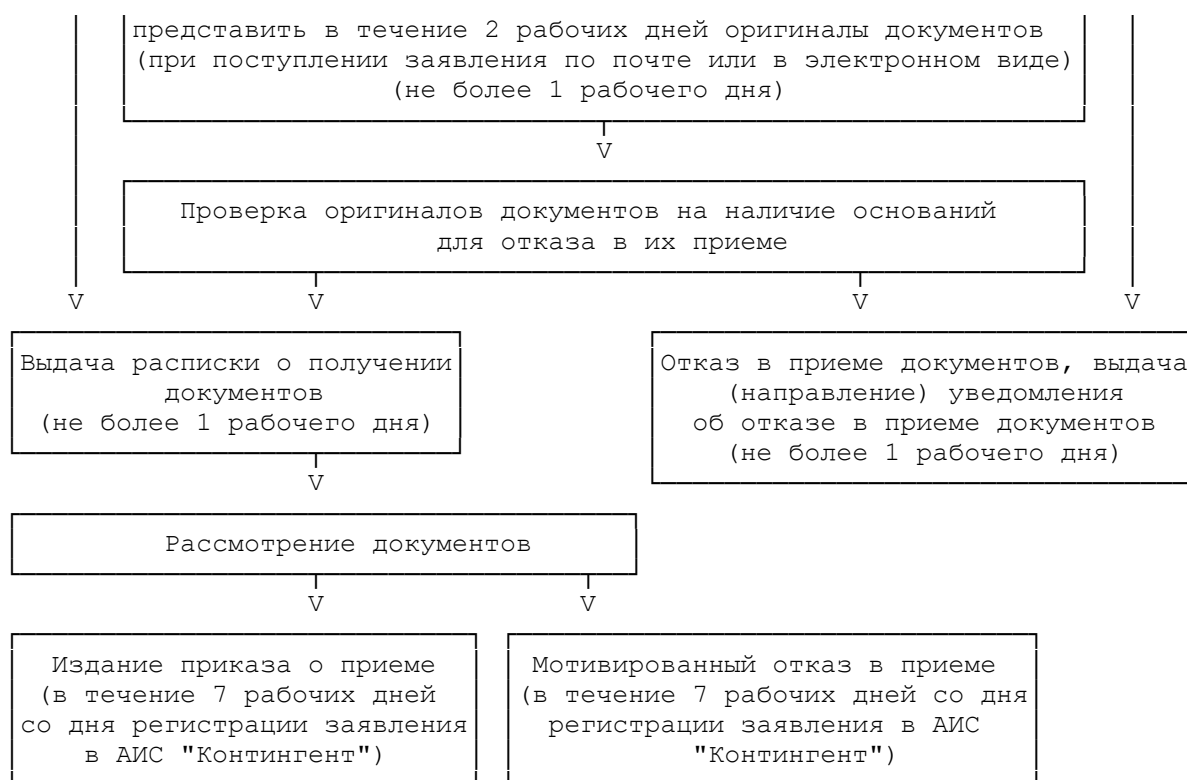 представить в течение 2 рабочих дней оригиналы документов
(при поступлении заявления по почте или в электронном виде)
(не более 1 рабочего дня)
V
Проверка оригиналов документов на наличие оснований
для отказа в их приеме
V V V V
Выдача расписки о получении
документов
(не более 1 рабочего дня)
Отказ в приеме документов, выдача
(направление) уведомления
об отказе в приеме документов
(не более 1 рабочего дня)
V
Рассмотрение документов
V V
Издание приказа о приеме
(в течение 7 рабочих дней
со дня регистрации заявления
в АИС "Контингент")
Мотивированный отказ в приеме
(в течение 7 рабочих дней со дня
регистрации заявления в АИС
"Контингент")